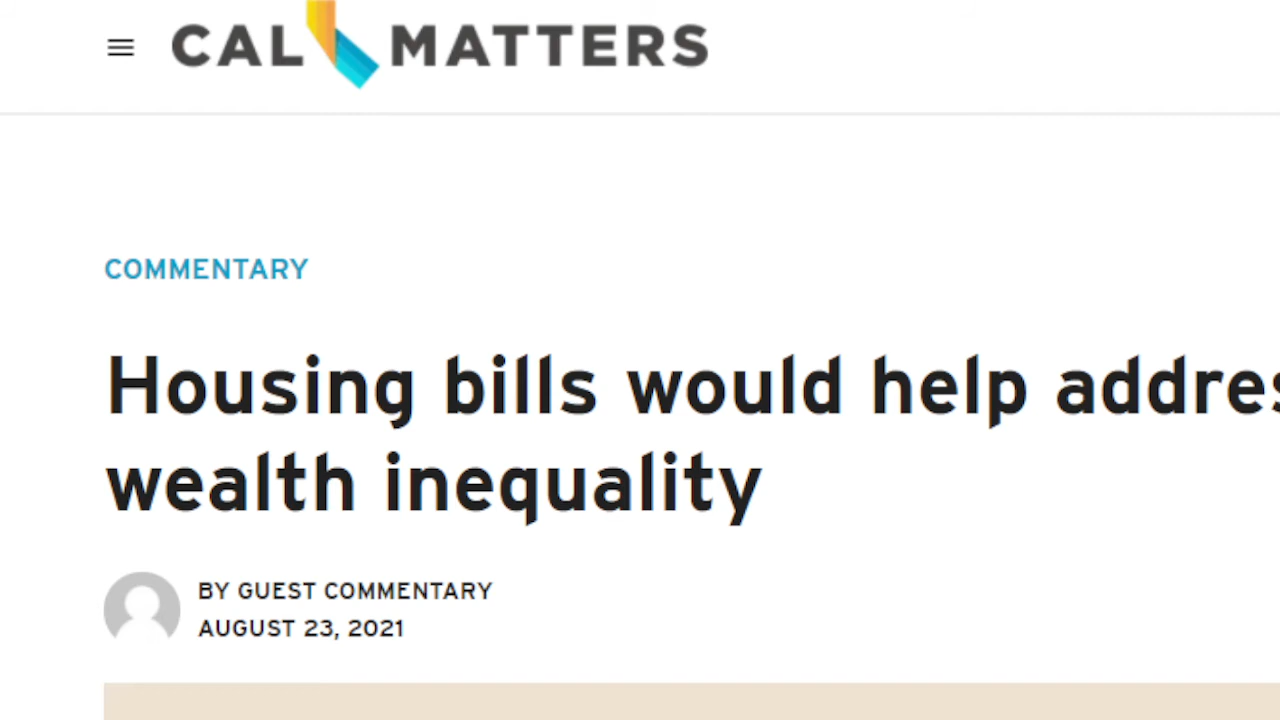 CAL MATTERS
COMMENTARY
Housing bills would help addres
wealth inequality
BY GUEST COMMENTARY
AUGUST 23, 2021